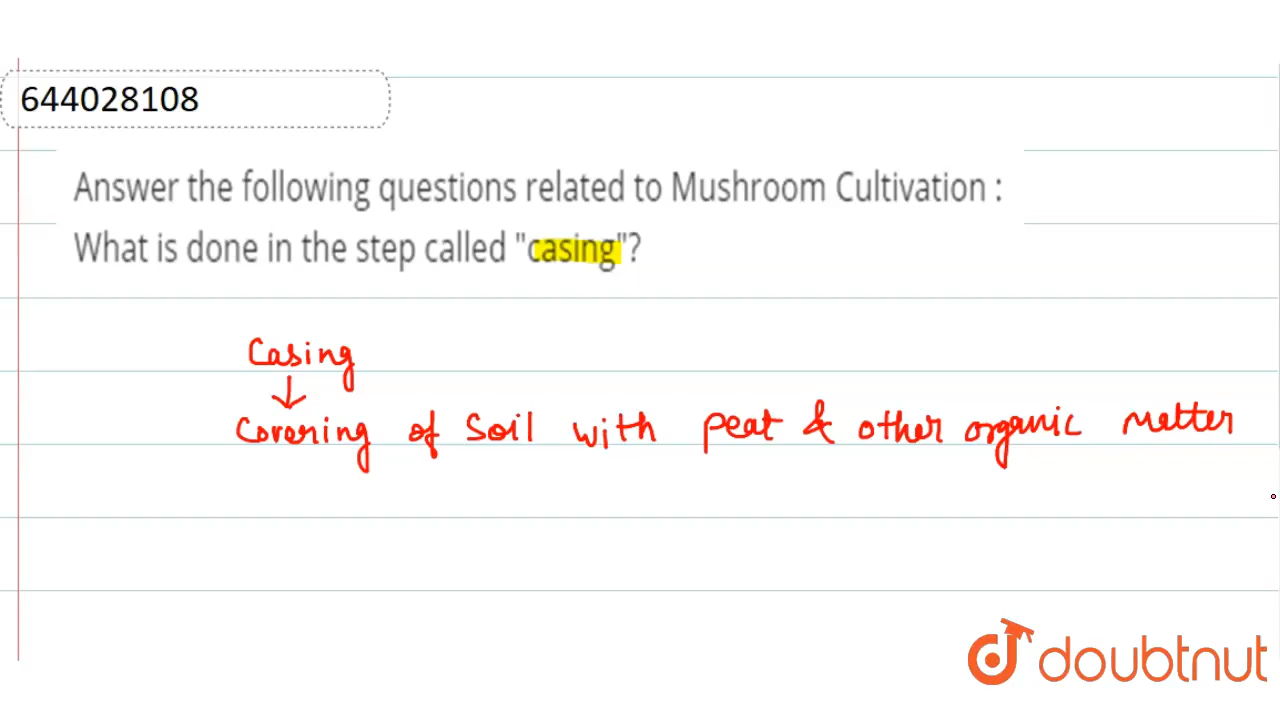 644028108
Answer the following questions related to Mushroom Cultivation :
What is done in the step called "casing"?
Casing
↓
Covering of Soil with peat & other organic matter
doubtnut